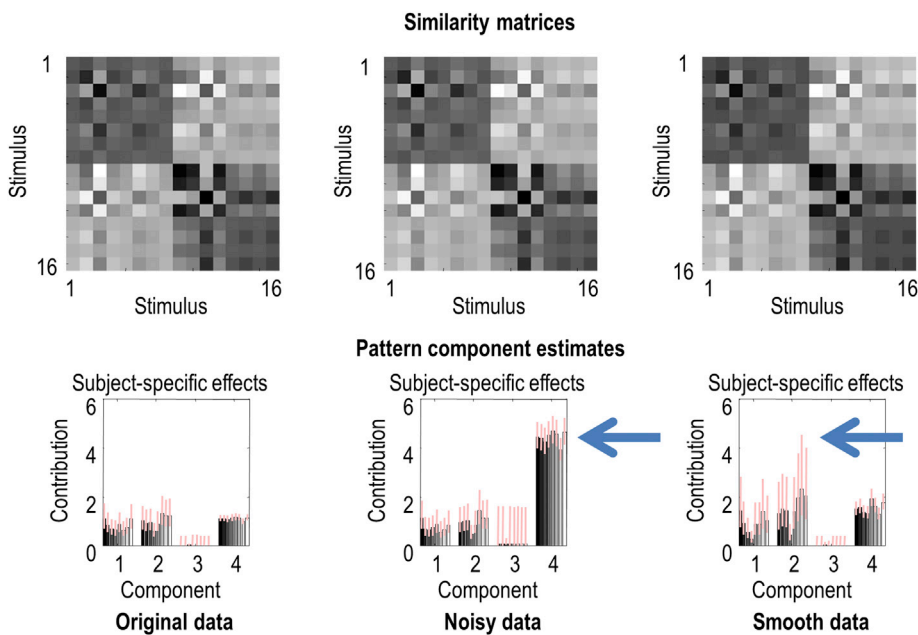 Similarity matrices
1 1 1
Stimulus Stimulus Stimulus
16 16 16
1 16 1 16 1 16
Stimulus Stimulus Stimulus
Pattern component estimates
Subject-specific effects Subject-specific effects Subject-specific effects
6 6 6
4 4 4
2 2 2
0 0 0
Contribution Contribution Contribution
1 2 3 4 1 2 3 4 1 2 3 4
Component Component Component
Original data Noisy data Smooth data